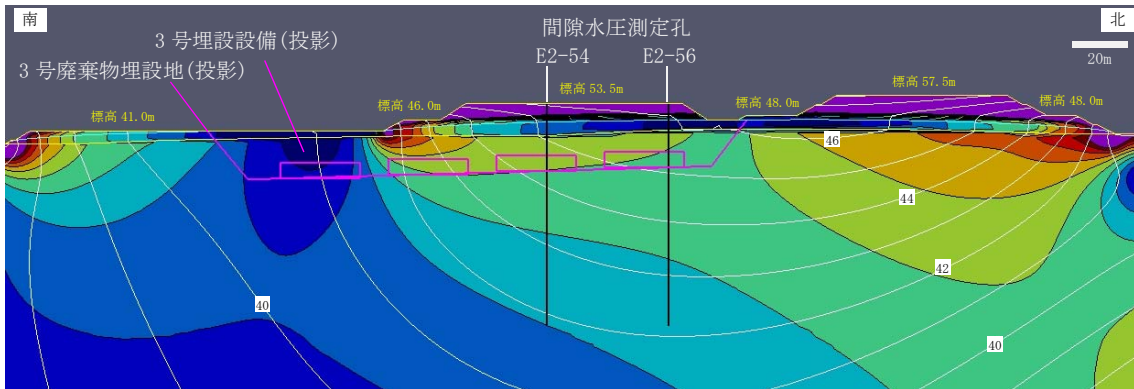 南
北
3号埋設設備(投影)
3号廃棄物埋設地(投影)
間隙水圧測定孔
E2-54
E2-56
20m
標高 41.0m
標高 46.0m
標高 53.5m
標高 48.0m
標高 57.5m
標高 48.0m
46
44
42
40
40